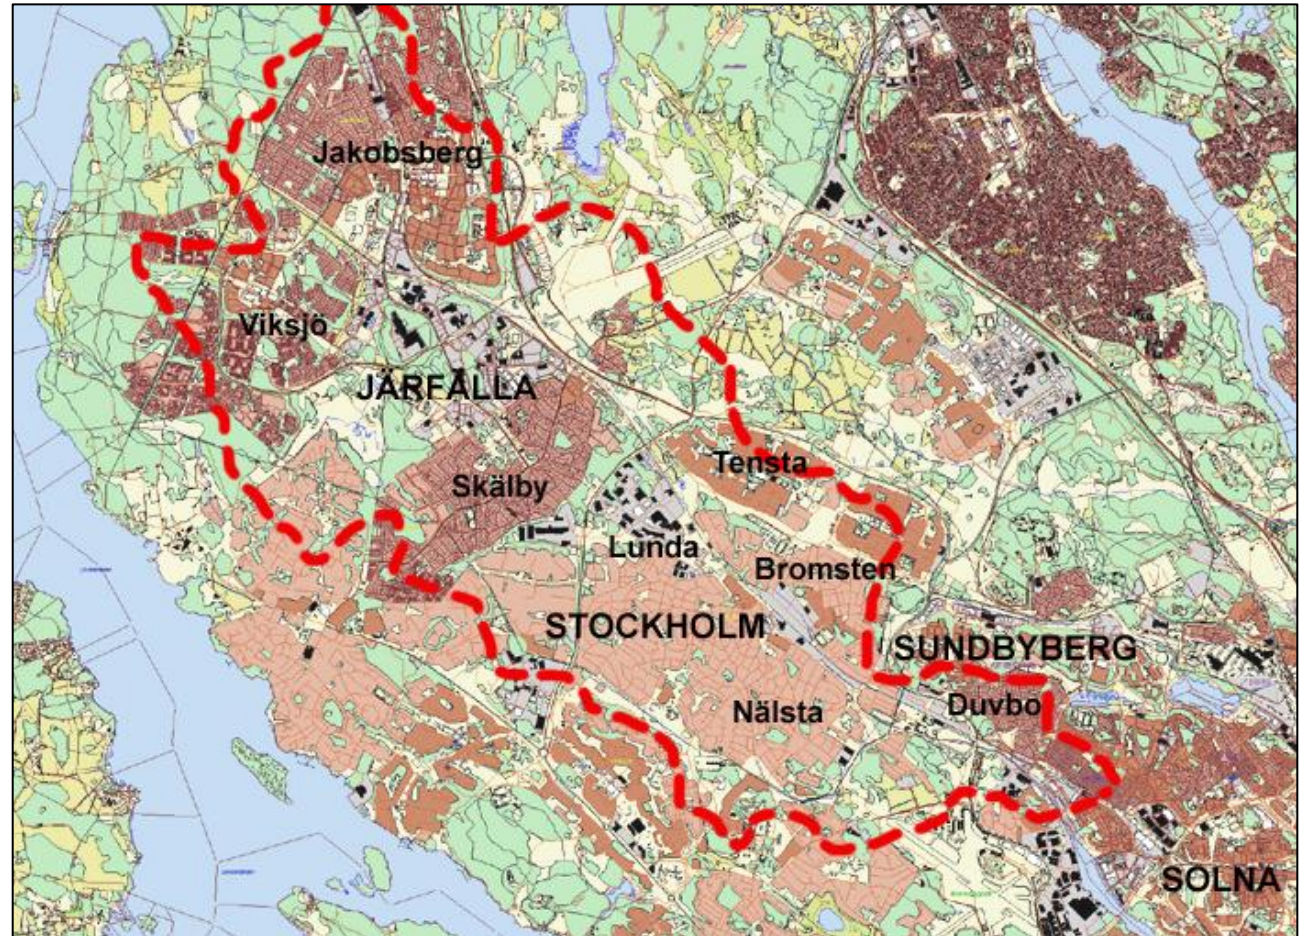 Jakobsberg
Viksjö
JÄRFÄLLA
Tensta
Skälby
Lunda
Bromsten
STOCKHOLM
SUNDBYBERG
Duvbo
Nälsta
SOLNA